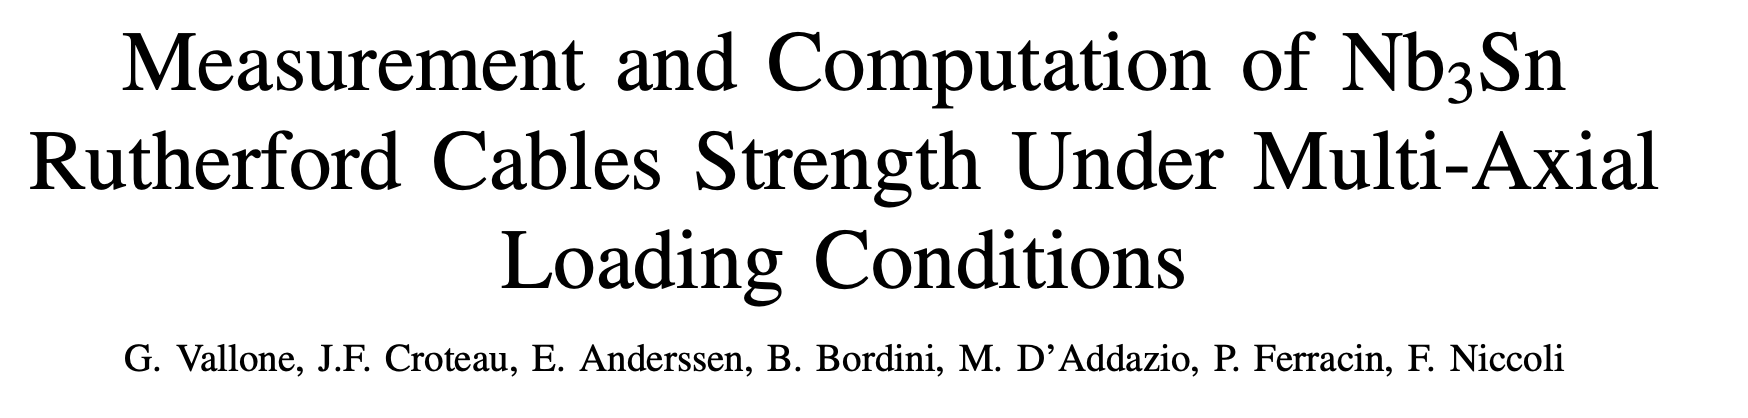 Measurement and Computation of Nb₃Sn
Rutherford Cables Strength Under Multi-Axial
Loading Conditions
G. Vallone, J.F. Croteau, E. Anderssen, B. Bordini, M. D’Addazio, P. Ferracin, F. Niccoli